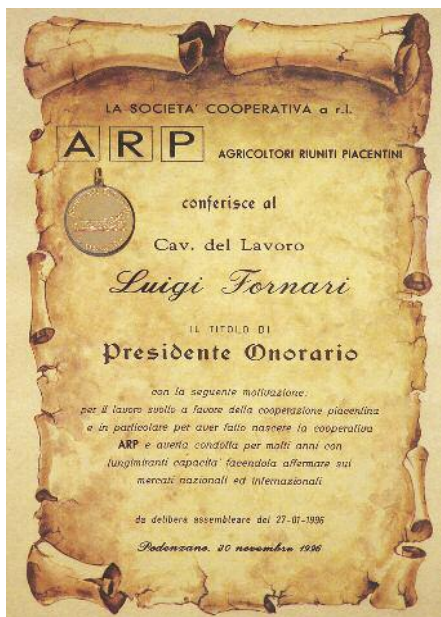 LA SOCIETA' COOPERATIVA a r.l.
ARP AGRICOLTORI RIUNITI PIACENTINI
conferisce al
Cav. del Lavoro
Luigi Fornari
IL TITOLO DI
Presidente Onorario
con la seguente motivazione:
per il lavoro svolto a favore della cooperazione piacentina
e in particolare per aver fatto nascere la cooperativa
ARP e averla condotta per molti anni con
lungimiranti capacita' facendola affermare sui
mercati nazionali ed internazionali
da delibera assembleare del 27-01-1996
Podenzano, 30 novembre 1996